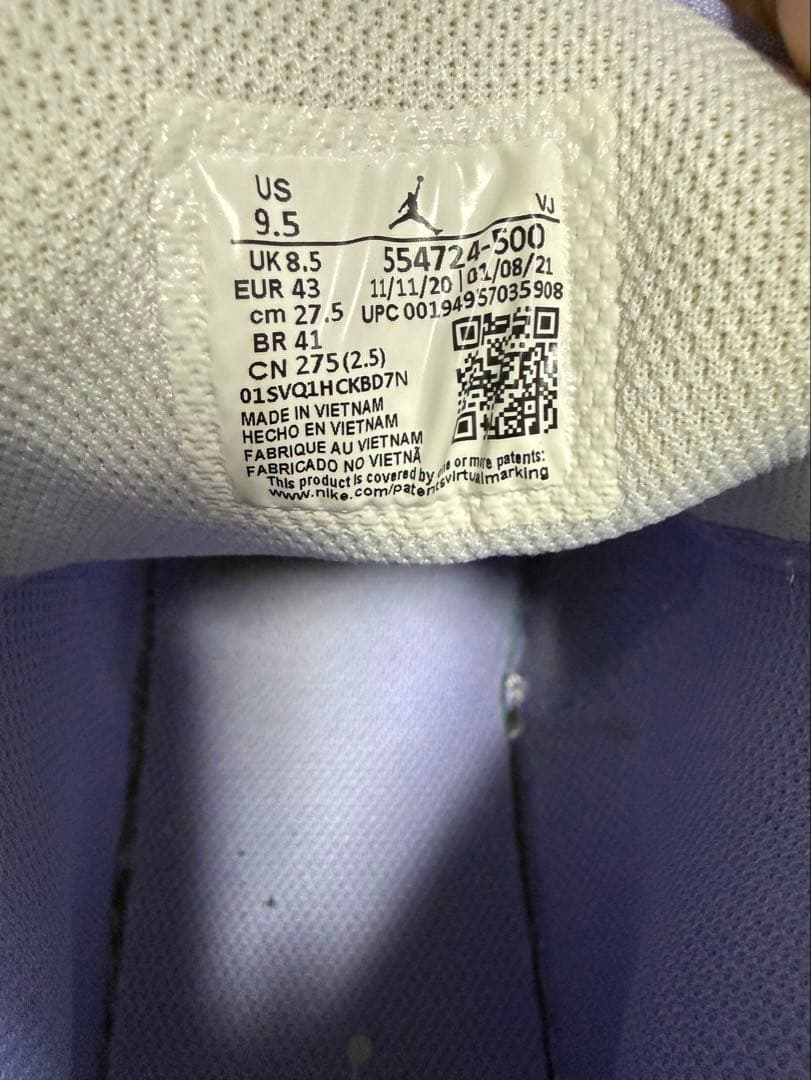 US
9.5
VJ
UK 8.5
554724-500
EUR 43
11/11/20 | 01/08/21
cm 27.5
UPC 00194957035908
BR 41
CN 275(2.5)
01SVQ1HCKBD7N
MADE IN VIETNAM
HECHO EN VIETNAM
FABRIQUE AU VIETNAM
FABRICADO NO VIETNÃ
This product is covered by one or more patents:
www.nike.com/patentsvirtualmarking